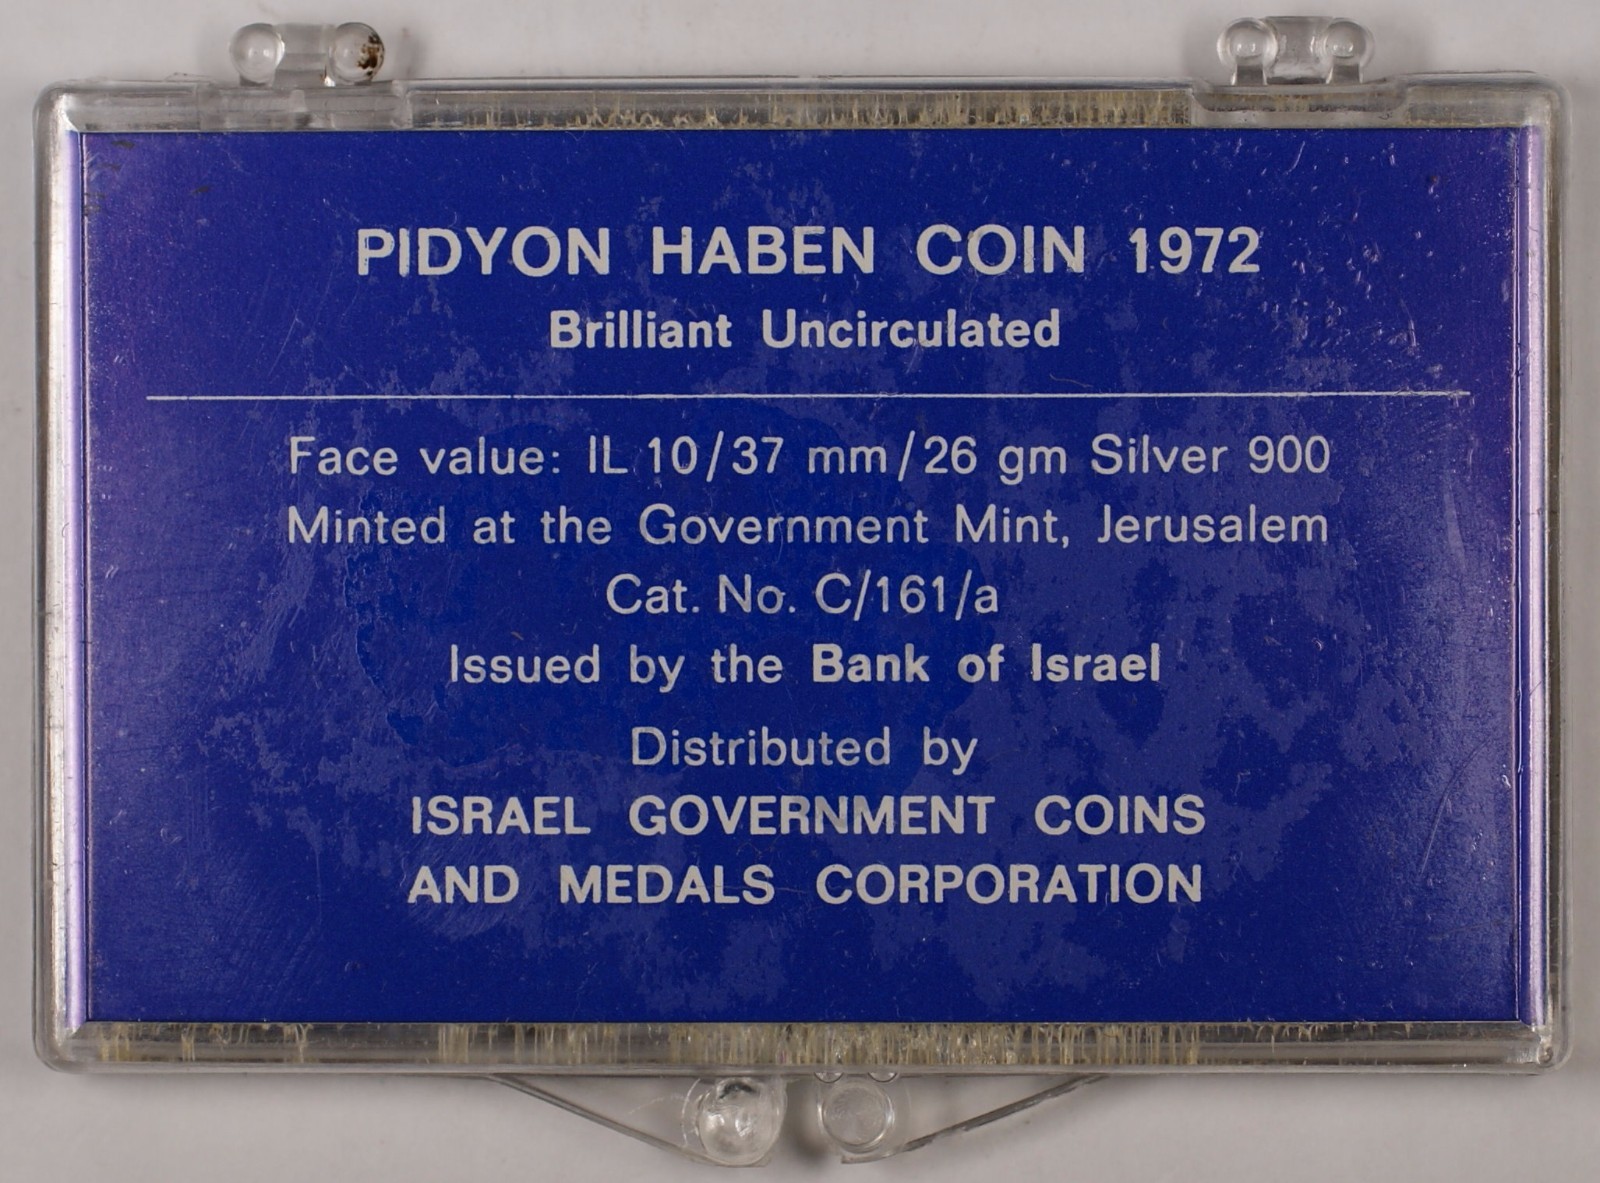 PIDYON HABEN COIN 1972
Brilliant Uncirculated
Face value: IL 10/37 mm/26 gm Silver 900
Minted at the Government Mint, Jerusalem
Cat. No. C/161/a
Issued by the Bank of Israel
Distributed by
ISRAEL GOVERNMENT COINS
AND MEDALS CORPORATION